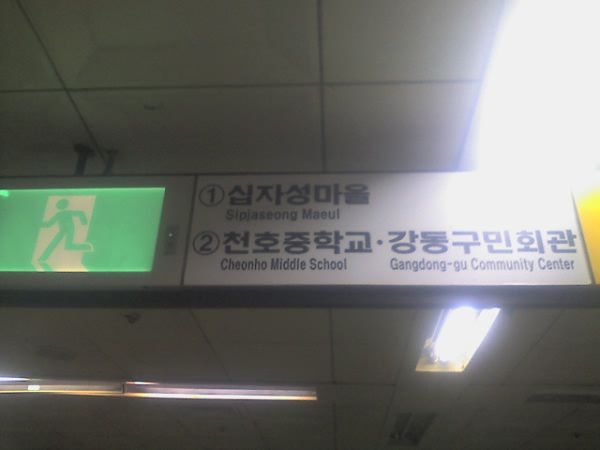 ①십자성마을
Sipjaseong Maeul
②천호중학교·강동구민회관
Cheonho Middle School Gangdong-gu Community Center